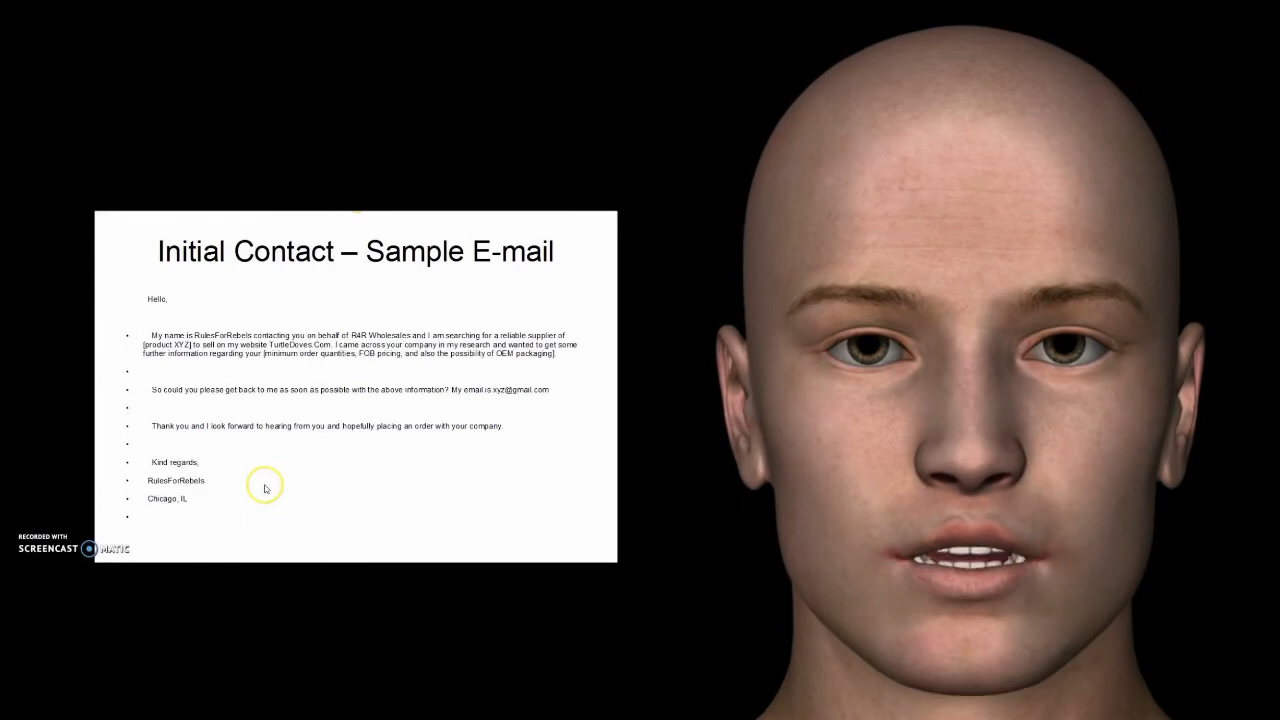 Initial Contact – Sample E-mail
Hello,
• My name is RulesForRebels contacting you on behalf of R4R Wholesales and I am searching for a reliable supplier of
[product XYZ] to sell on my website TurtleDoves.Com. I came across your company in my research and wanted to get some
further information regarding your [minimum order quantities, FOB pricing, and also the possibility of OEM packaging].
•
• So could you please get back to me as soon as possible with the above information? My email is xyz@gmail.com
•
• Thank you and I look forward to hearing from you and hopefully placing an order with your company.
•
• Kind regards,
• RulesForRebels
• Chicago, IL
•
RECORDED WITH
SCREENCAST MATIC